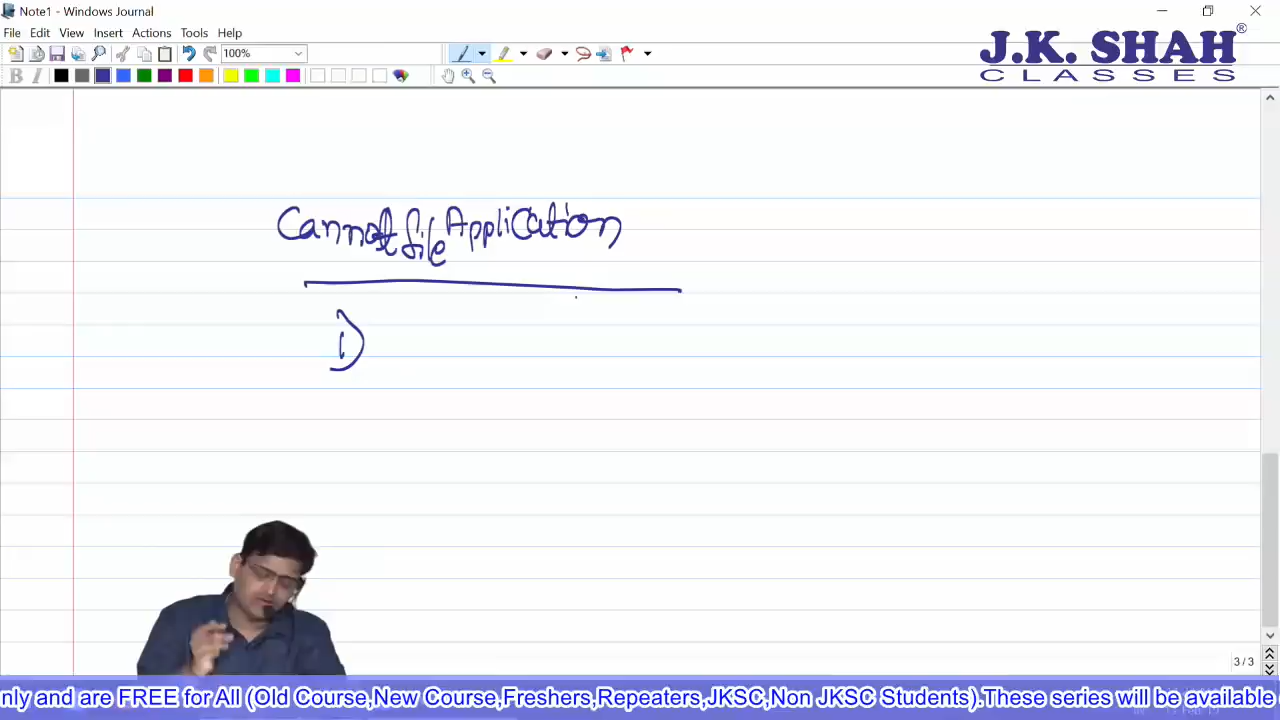 Note1 - Windows Journal
File Edit View Insert Actions Tools Help
100%
B I
J.K. SHAH®
CLASSES
Cannot file Application
1)
3 / 3
nly and are FREE for All (Old Course,New Course,Freshers,Repeaters,JKSC,Non JKSC Students).These series will be available